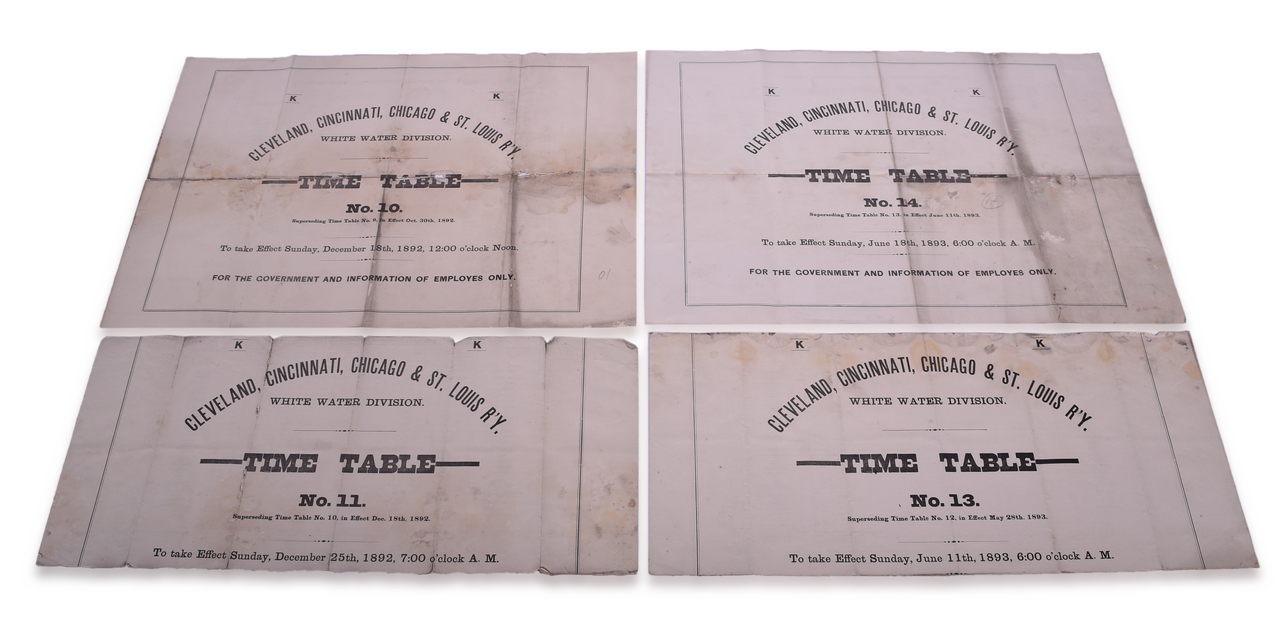 K K
CLEVELAND, CINCINNATI, CHICAGO & ST. LOUIS R'Y.
WHITE WATER DIVISION.
TIME TABLE
No. 10.
Superseding Time Table No. 9, in Effect Oct. 30th, 1892.
To take Effect Sunday, December 18th, 1892, 12:00 o'clock Noon.
FOR THE GOVERNMENT AND INFORMATION OF EMPLOYES ONLY.
01
K K
CLEVELAND, CINCINNATI, CHICAGO & ST. LOUIS R'Y.
WHITE WATER DIVISION.
TIME TABLE
No. 14.
Superseding Time Table No. 13, in Effect June 11th, 1893.
To take Effect Sunday, June 18th, 1893, 6:00 o'clock A. M.
FOR THE GOVERNMENT AND INFORMATION OF EMPLOYES ONLY.
K K
CLEVELAND, CINCINNATI, CHICAGO & ST. LOUIS R'Y.
WHITE WATER DIVISION.
TIME TABLE
No. 11.
Superseding Time Table No. 10, in Effect Dec. 18th, 1892.
To take Effect Sunday, December 25th, 1892, 7:00 o'clock A. M.
K K
CLEVELAND, CINCINNATI, CHICAGO & ST. LOUIS R'Y.
WHITE WATER DIVISION.
TIME TABLE
No. 13.
Superseding Time Table No. 12, in Effect May 28th, 1893.
To take Effect Sunday, June 11th, 1893, 6:00 o'clock A. M.